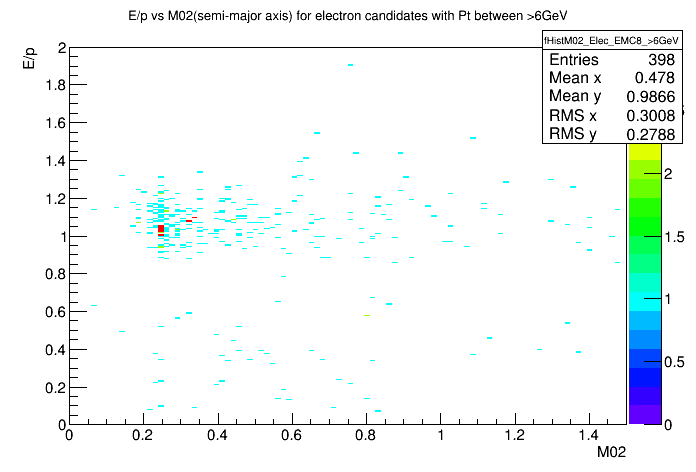 E/p vs M02(semi-major axis) for electron candidates with Pt between >6GeV
fHistM02_Elec_EMC8_>6GeV
Entries 398
Mean x 0.478
Mean y 0.9866
RMS x 0.3008
RMS y 0.2788
E/p
2
1.8
1.6
1.4
1.2
1
0.8
0.6
0.4
0.2
0
0 0.2 0.4 0.6 0.8 1 1.2 1.4
M02
2
1.5
1
0.5
0